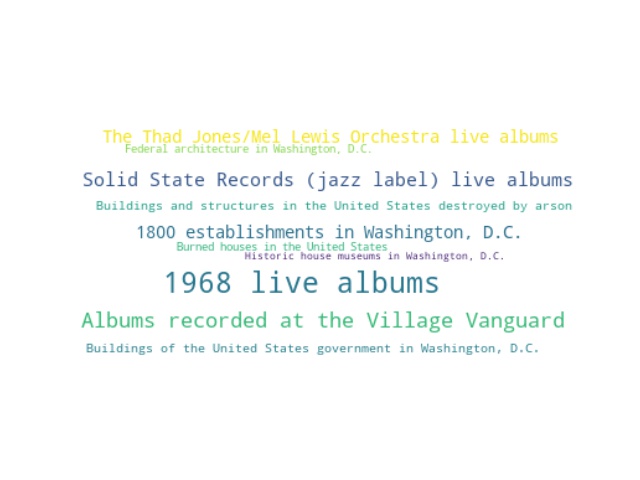 The Thad Jones/Mel Lewis Orchestra live albums
Federal architecture in Washington, D.C.
Solid State Records (jazz label) live albums
Buildings and structures in the United States destroyed by arson
1800 establishments in Washington, D.C.
Burned houses in the United States
Historic house museums in Washington, D.C.
1968 live albums
Albums recorded at the Village Vanguard
Buildings of the United States government in Washington, D.C.